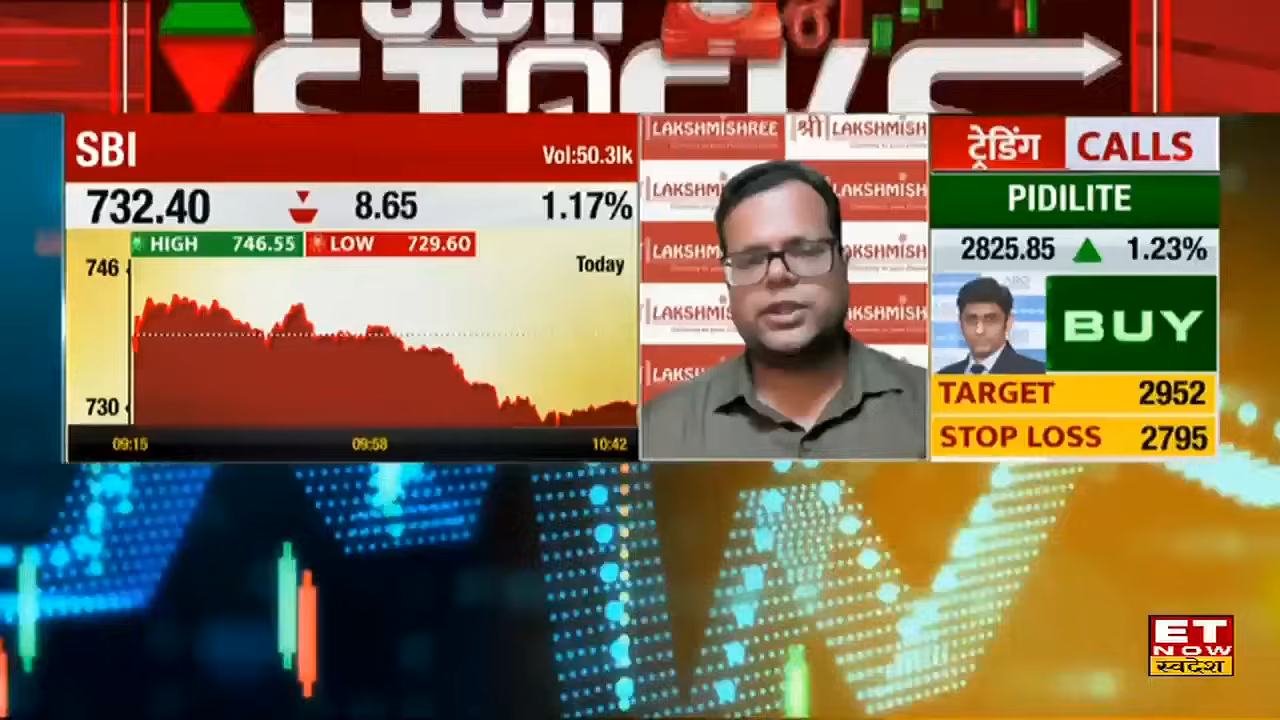 STOCKS
SBI
Vol:50.3lk
732.40 8.65 1.17%
HIGH 746.55 LOW 729.60
Today
746
730
09:15 09:58 10:42
LAKSHMISHREE श्री LAKSHMISH
ट्रेडिंग CALLS
PIDILITE
2825.85 1.23%
BUY
TARGET 2952
STOP LOSS 2795
ET
NOW
स्वदेश